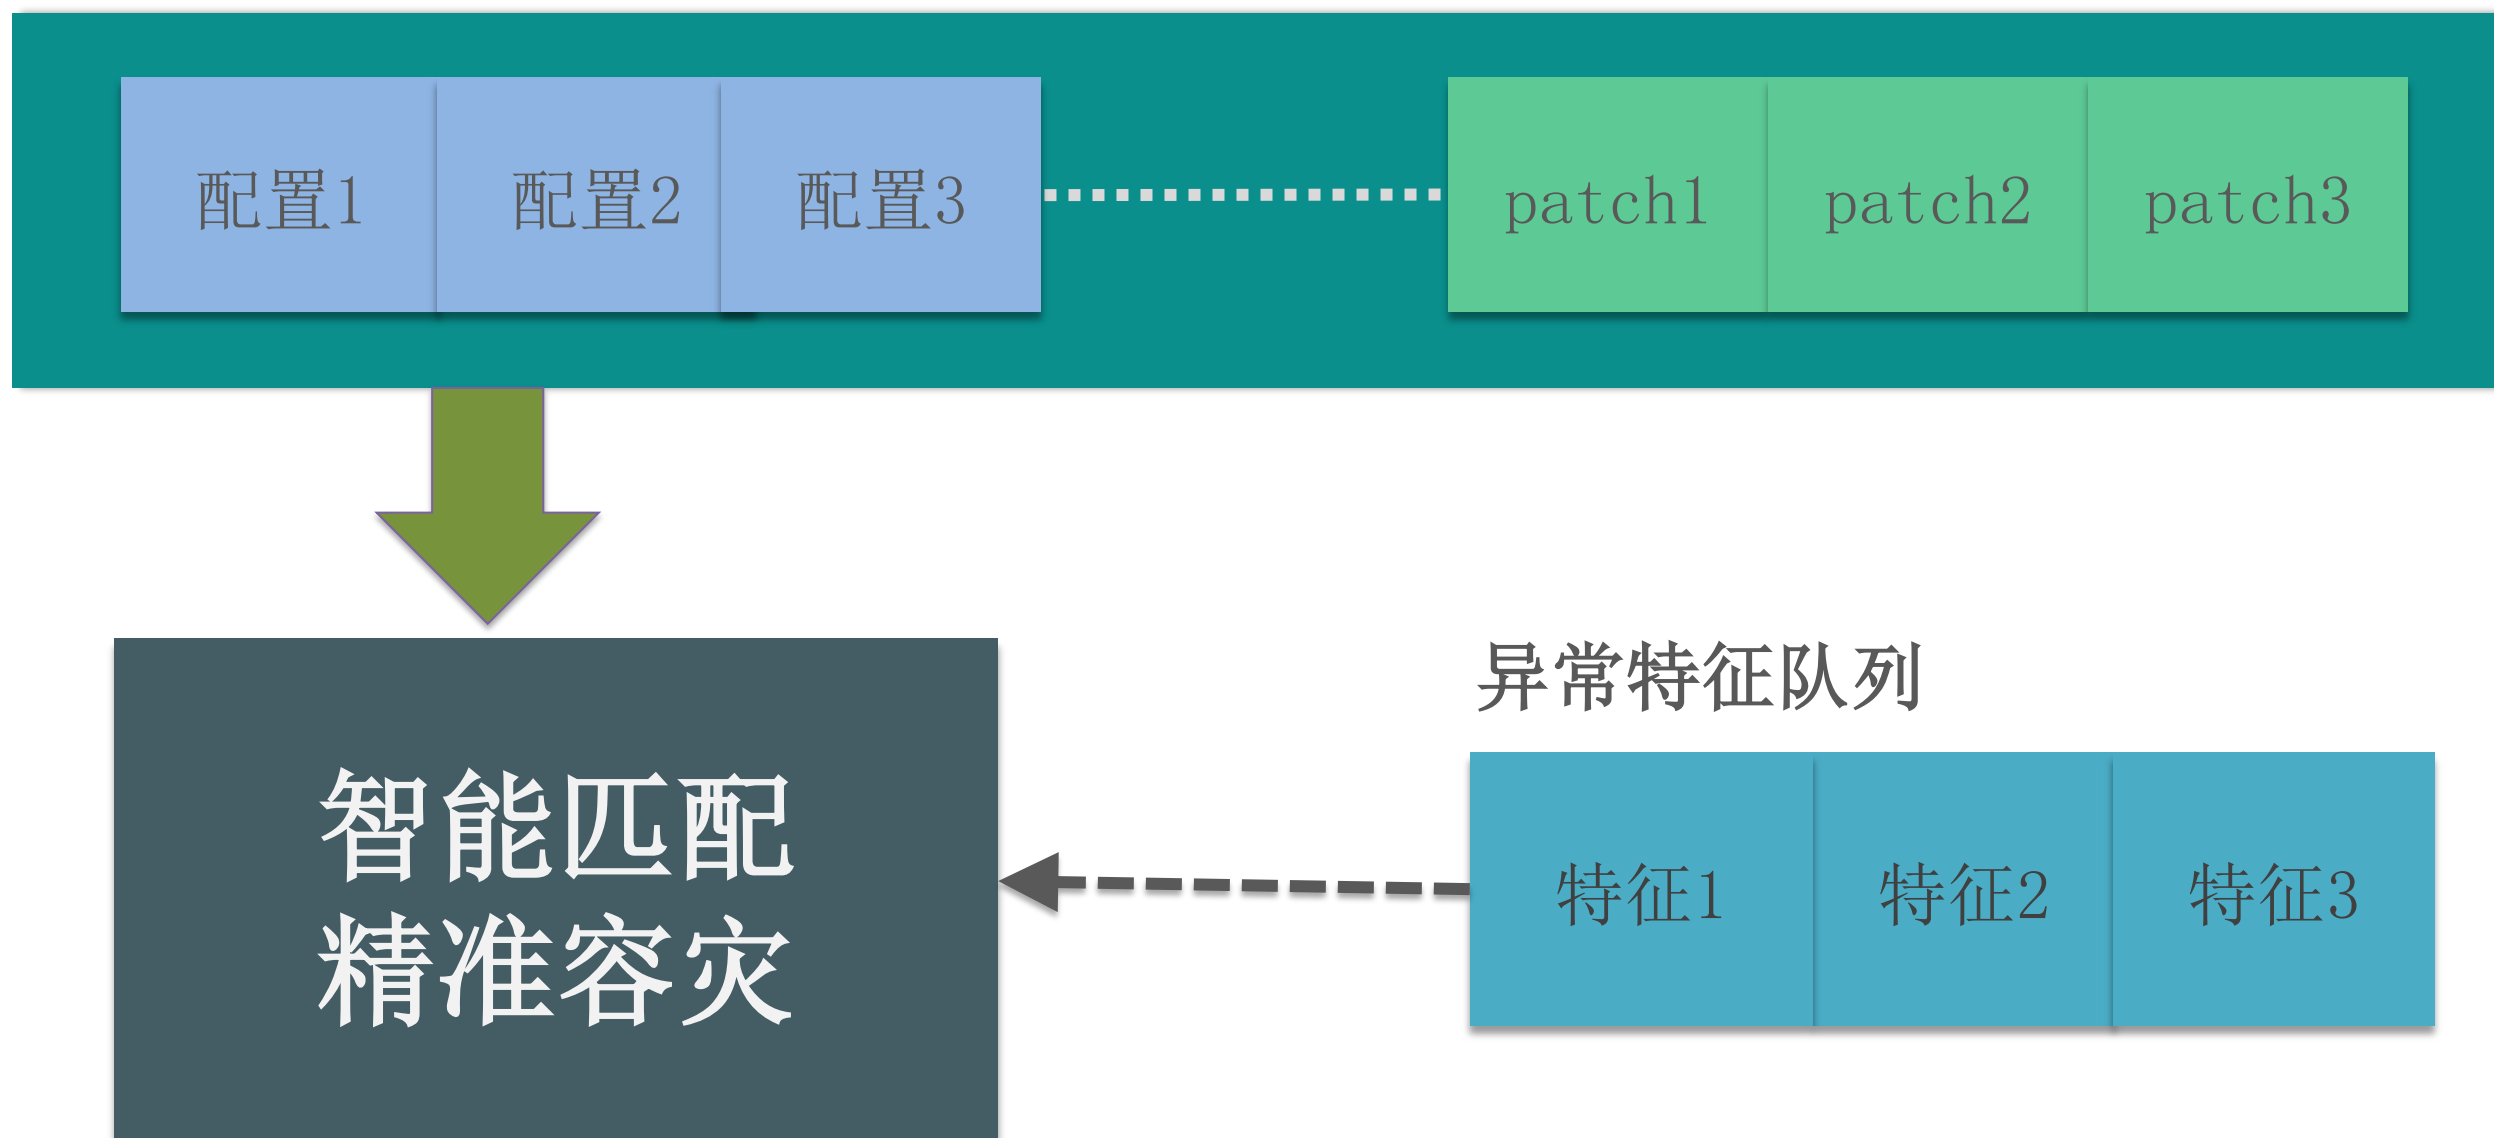 配置1 配置2 配置3 patch1 patch2 patch3
异常特征队列
智能匹配
精准容灾
特征1 特征2 特征3